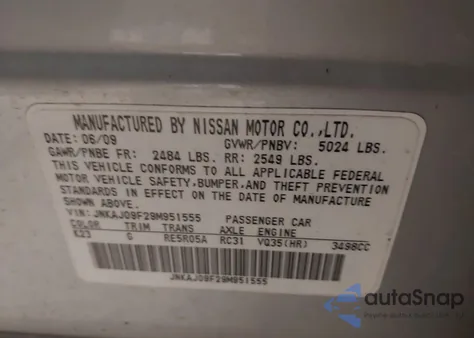 MANUFACTURED BY NISSAN MOTOR CO.,LTD.
DATE: 06/09 GVWR/PNBV: 5024 LBS.
GAWR/PNBE FR: 2484 LBS. RR: 2549 LBS.
THIS VEHICLE CONFORMS TO ALL APPLICABLE FEDERAL
MOTOR VEHICLE SAFETY,BUMPER,AND THEFT PREVENTION
STANDARDS IN EFFECT ON THE DATE OF MANUFACTURE
SHOWN ABOVE.
VIN: JNKAJ09F29M951555 PASSENGER CAR
COLOR TRIM TRANS AXLE ENGINE
K23 G RE5R05A RC31 VQ35(HR) 3498CC
JNKAJ09F29M951555
autoSnap